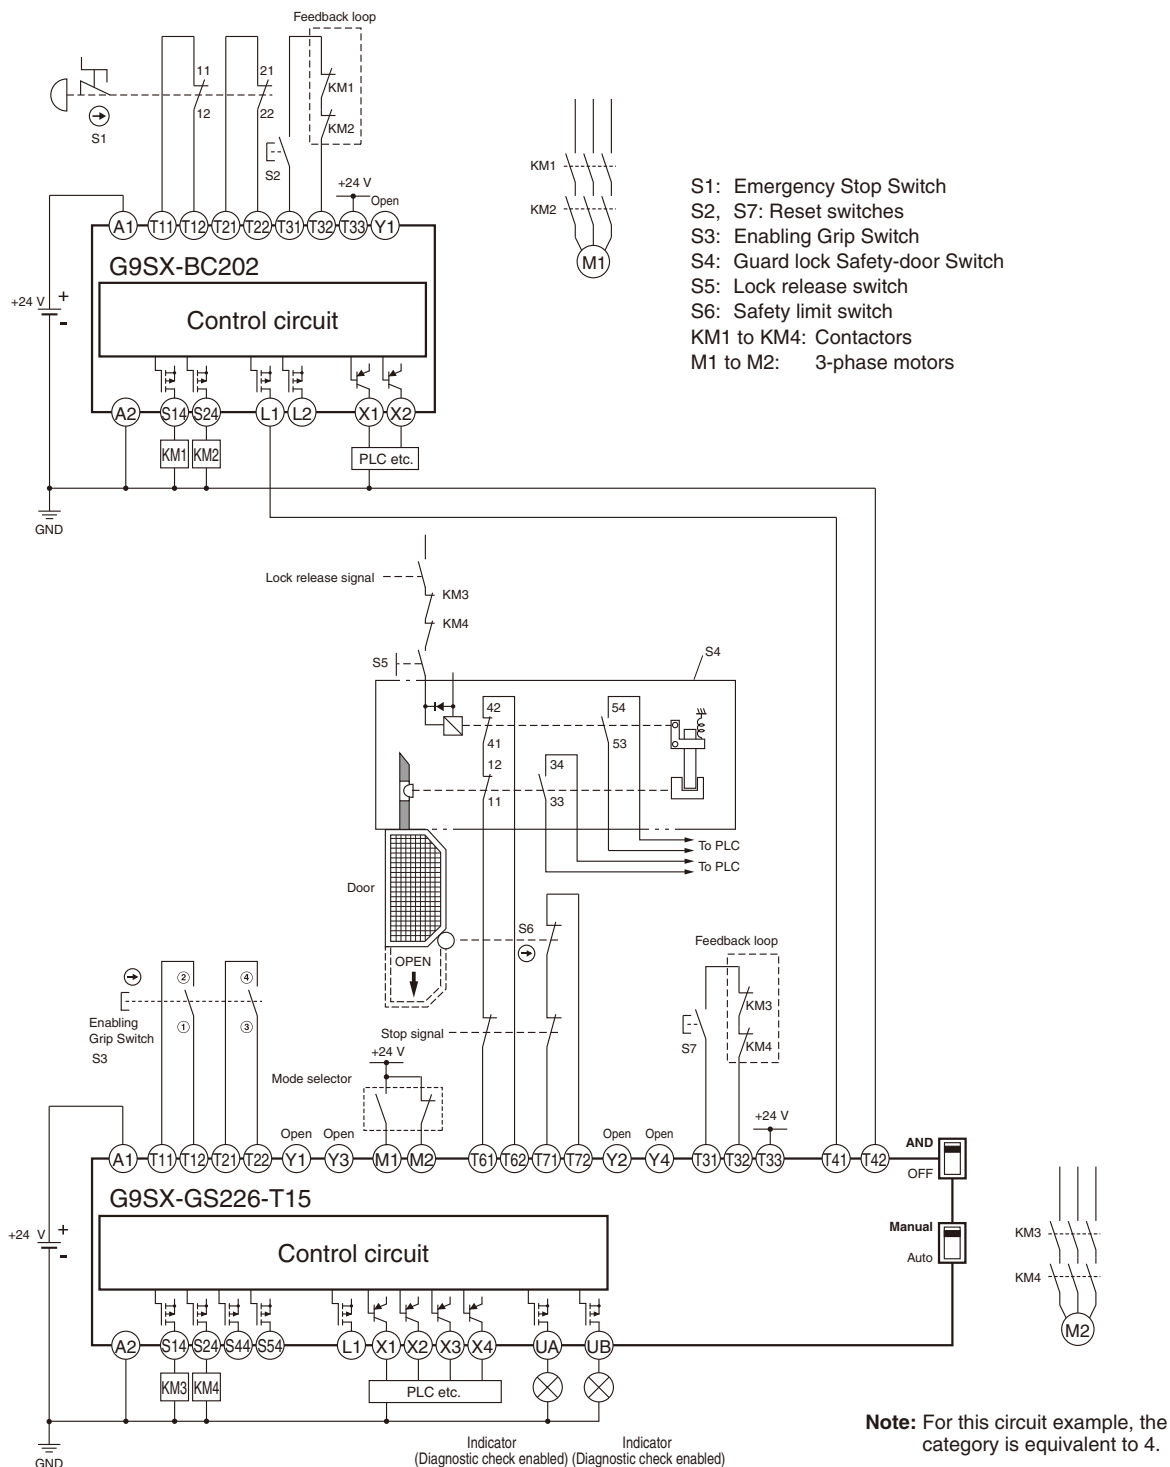 Feedback loop
11
21
KM1
12
22
S1
KM2
S2
+24 V
Open
A1
T11
T12
T21
T22
T31
T32
T33
Y1
G9SX-BC202
+24 V
+
-
Control circuit
A2
S14
S24
L1
L2
X1
X2
KM1
KM2
PLC etc.
GND
KM1
KM2
M1
S1: Emergency Stop Switch
S2, S7: Reset switches
S3: Enabling Grip Switch
S4: Guard lock Safety-door Switch
S5: Lock release switch
S6: Safety limit switch
KM1 to KM4: Contactors
M1 to M2: 3-phase motors
Lock release signal
KM3
KM4
S5
S4
42
54
41
53
12
34
11
33
To PLC
To PLC
Door
S6
OPEN
Feedback loop
KM3
KM4
S7
②
④
①
③
Enabling
Grip Switch
S3
Stop signal
+24 V
Mode selector
+24 V
Open
Open
Open
Open
A1
T11
T12
T21
T22
Y1
Y3
M1
M2
T61
T62
T71
T72
Y2
Y4
T31
T32
T33
T41
T42
AND
OFF
G9SX-GS226-T15
+24 V
+
-
Control circuit
Manual
Auto
A2
S14
S24
S44
S54
L1
X1
X2
X3
X4
UA
UB
KM3
KM4
PLC etc.
GND
Indicator
(Diagnostic check enabled)
Indicator
(Diagnostic check enabled)
KM3
KM4
M2
Note: For this circuit example, the
category is equivalent to 4.